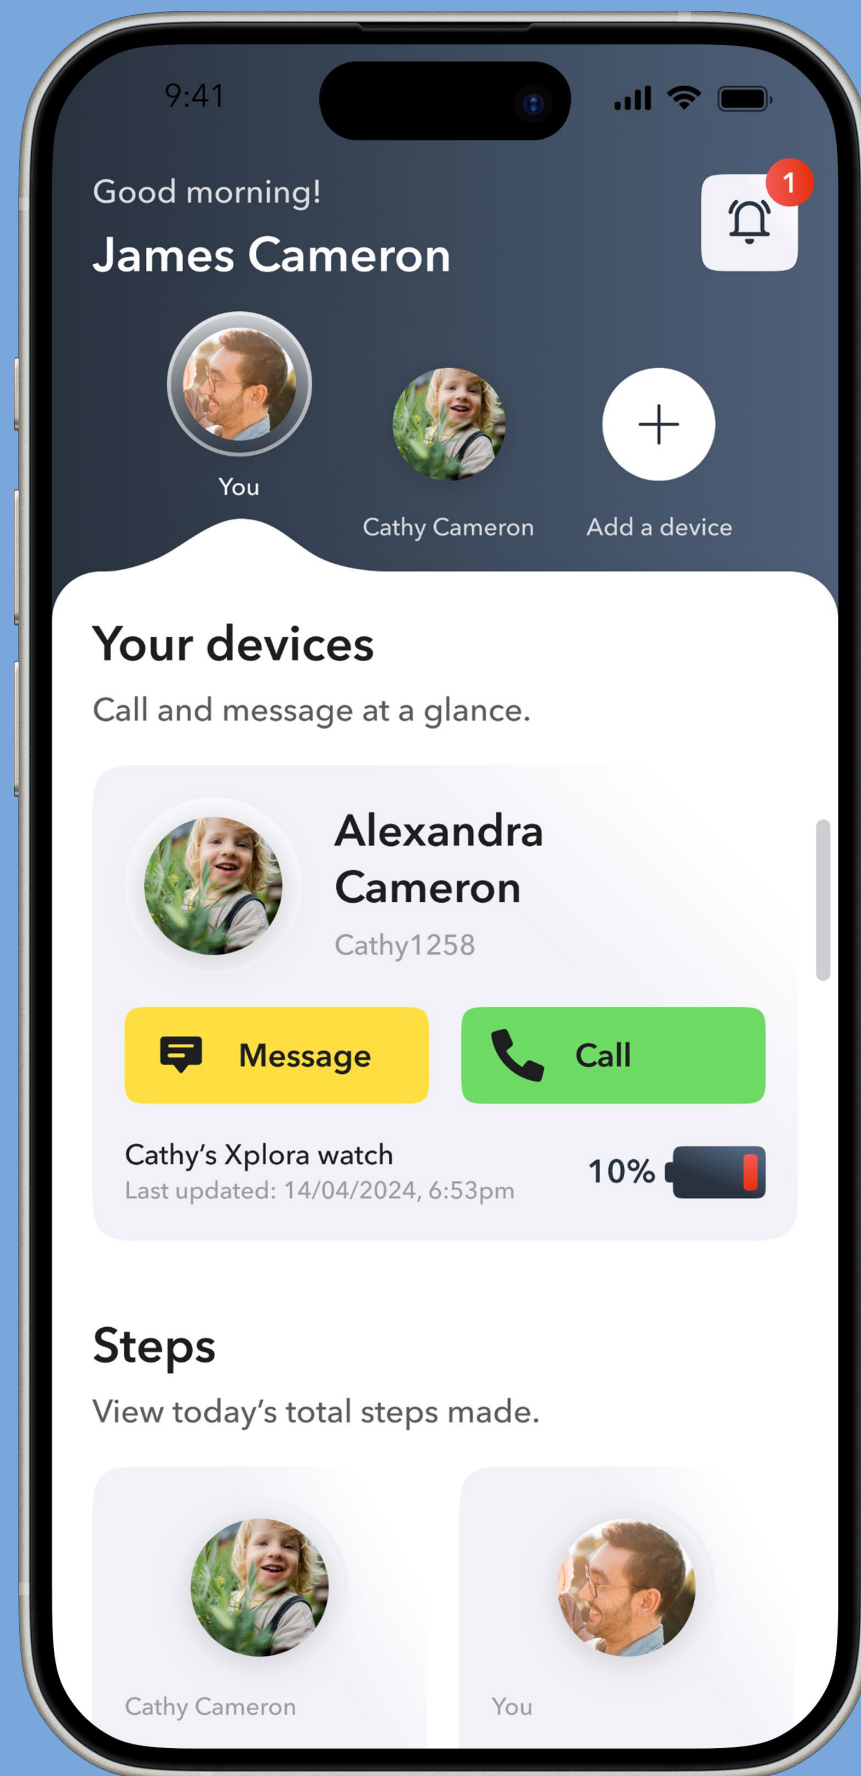 9:41
Good morning!
1
James Cameron
You
Cathy Cameron
Add a device
Your devices
Call and message at a glance.
Alexandra
Cameron
Cathy1258
Message
Call
Cathy’s Xplora watch
10%
Last updated: 14/04/2024, 6:53pm
Steps
View today’s total steps made.
Cathy Cameron
You